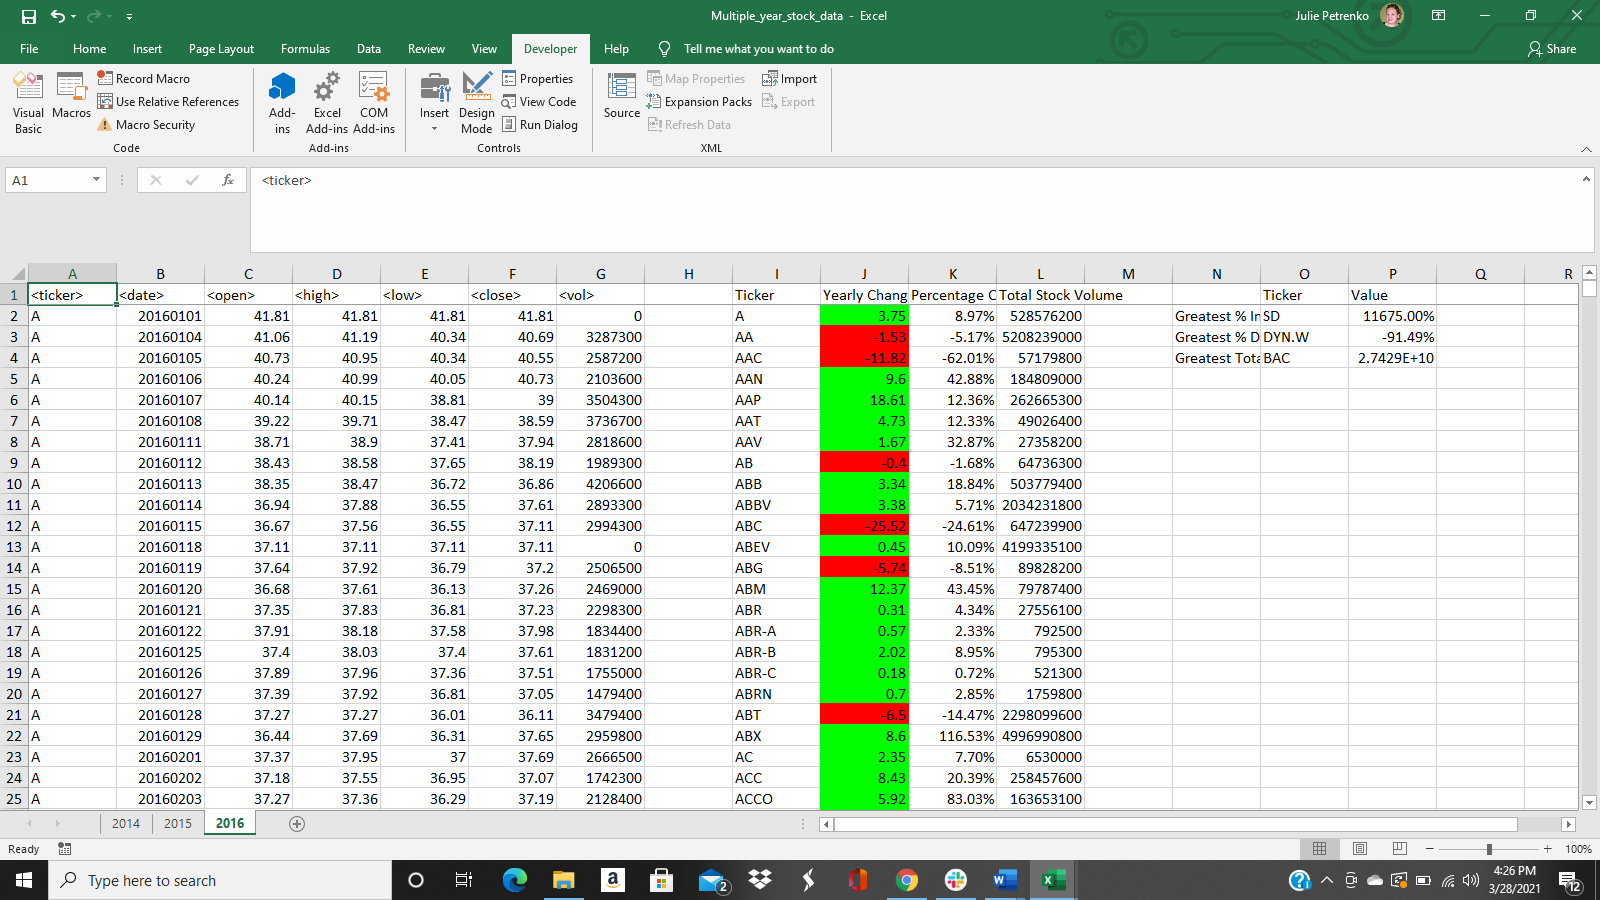 Multiple_year_stock_data - Excel
Julie Petrenko
File Home Insert Page Layout Formulas Data Review View Developer Help Tell me what you want to do Share
Visual Basic
Macros
Record Macro
Use Relative References
Macro Security
Code
Add-ins
Excel Add-ins
COM Add-ins
Add-ins
Insert
Design Mode
Properties
View Code
Run Dialog
Controls
Source
Map Properties
Expansion Packs
Refresh Data
Import
Export
XML
A1
fx
<ticker>
A B C D E F G H I J K L M N O P Q R
1 <ticker> <date> <open> <high> <low> <close> <vol> Ticker Yearly Chang Percentage C Total Stock Volume Ticker Value
2 A 20160101 41.81 41.81 41.81 41.81 0 A 3.75 8.97% 528576200 Greatest % In SD 11675.00%
3 A 20160104 41.06 41.19 40.34 40.69 3287300 AA -1.53 -5.17% 5208239000 Greatest % D DYN.W -91.49%
4 A 20160105 40.73 40.95 40.34 40.55 2587200 AAC -11.82 -62.01% 57179800 Greatest Tota BAC 2.7429E+10
5 A 20160106 40.24 40.99 40.05 40.73 2103600 AAN 9.6 42.88% 184809000
6 A 20160107 40.14 40.15 38.81 39 3504300 AAP 18.61 12.36% 262665300
7 A 20160108 39.22 39.71 38.47 38.59 3736700 AAT 4.73 12.33% 49026400
8 A 20160111 38.71 38.9 37.41 37.94 2818600 AAV 1.67 32.87% 27358200
9 A 20160112 38.43 38.58 37.65 38.19 1989300 AB -0.4 -1.68% 64736300
10 A 20160113 38.35 38.47 36.72 36.86 4206600 ABB 3.34 18.84% 503779400
11 A 20160114 36.94 37.88 36.55 37.61 2893300 ABBV 3.38 5.71% 2034231800
12 A 20160115 36.67 37.56 36.55 37.11 2994300 ABC -25.52 -24.61% 647239900
13 A 20160118 37.11 37.11 37.11 37.11 0 ABEV 0.45 10.09% 4199335100
14 A 20160119 37.64 37.92 36.79 37.2 2506500 ABG -5.74 -8.51% 89828200
15 A 20160120 36.68 37.61 36.13 37.26 2469000 ABM 12.37 43.45% 79787400
16 A 20160121 37.35 37.83 36.81 37.23 2298300 ABR 0.31 4.34% 27556100
17 A 20160122 37.91 38.18 37.58 37.98 1834400 ABR-A 0.57 2.33% 792500
18 A 20160125 37.4 38.03 37.4 37.61 1831200 ABR-B 2.02 8.95% 795300
19 A 20160126 37.89 37.96 37.36 37.51 1755000 ABR-C 0.18 0.72% 521300
20 A 20160127 37.39 37.92 36.81 37.05 1479400 ABRN 0.7 2.85% 1759800
21 A 20160128 37.27 37.27 36.01 36.11 3479400 ABT -6.5 -14.47% 2298099600
22 A 20160129 36.44 37.69 36.31 37.65 2959800 ABX 8.6 116.53% 4996990800
23 A 20160201 37.37 37.95 37 37.69 2666500 AC 2.35 7.70% 6530000
24 A 20160202 37.18 37.55 36.95 37.07 1742300 ACC 8.43 20.39% 258457600
25 A 20160203 37.27 37.36 36.29 37.19 2128400 ACCO 5.92 83.03% 163653100
2014 2015 2016
Ready
100%
Type here to search
2
4:26 PM
3/28/2021
12